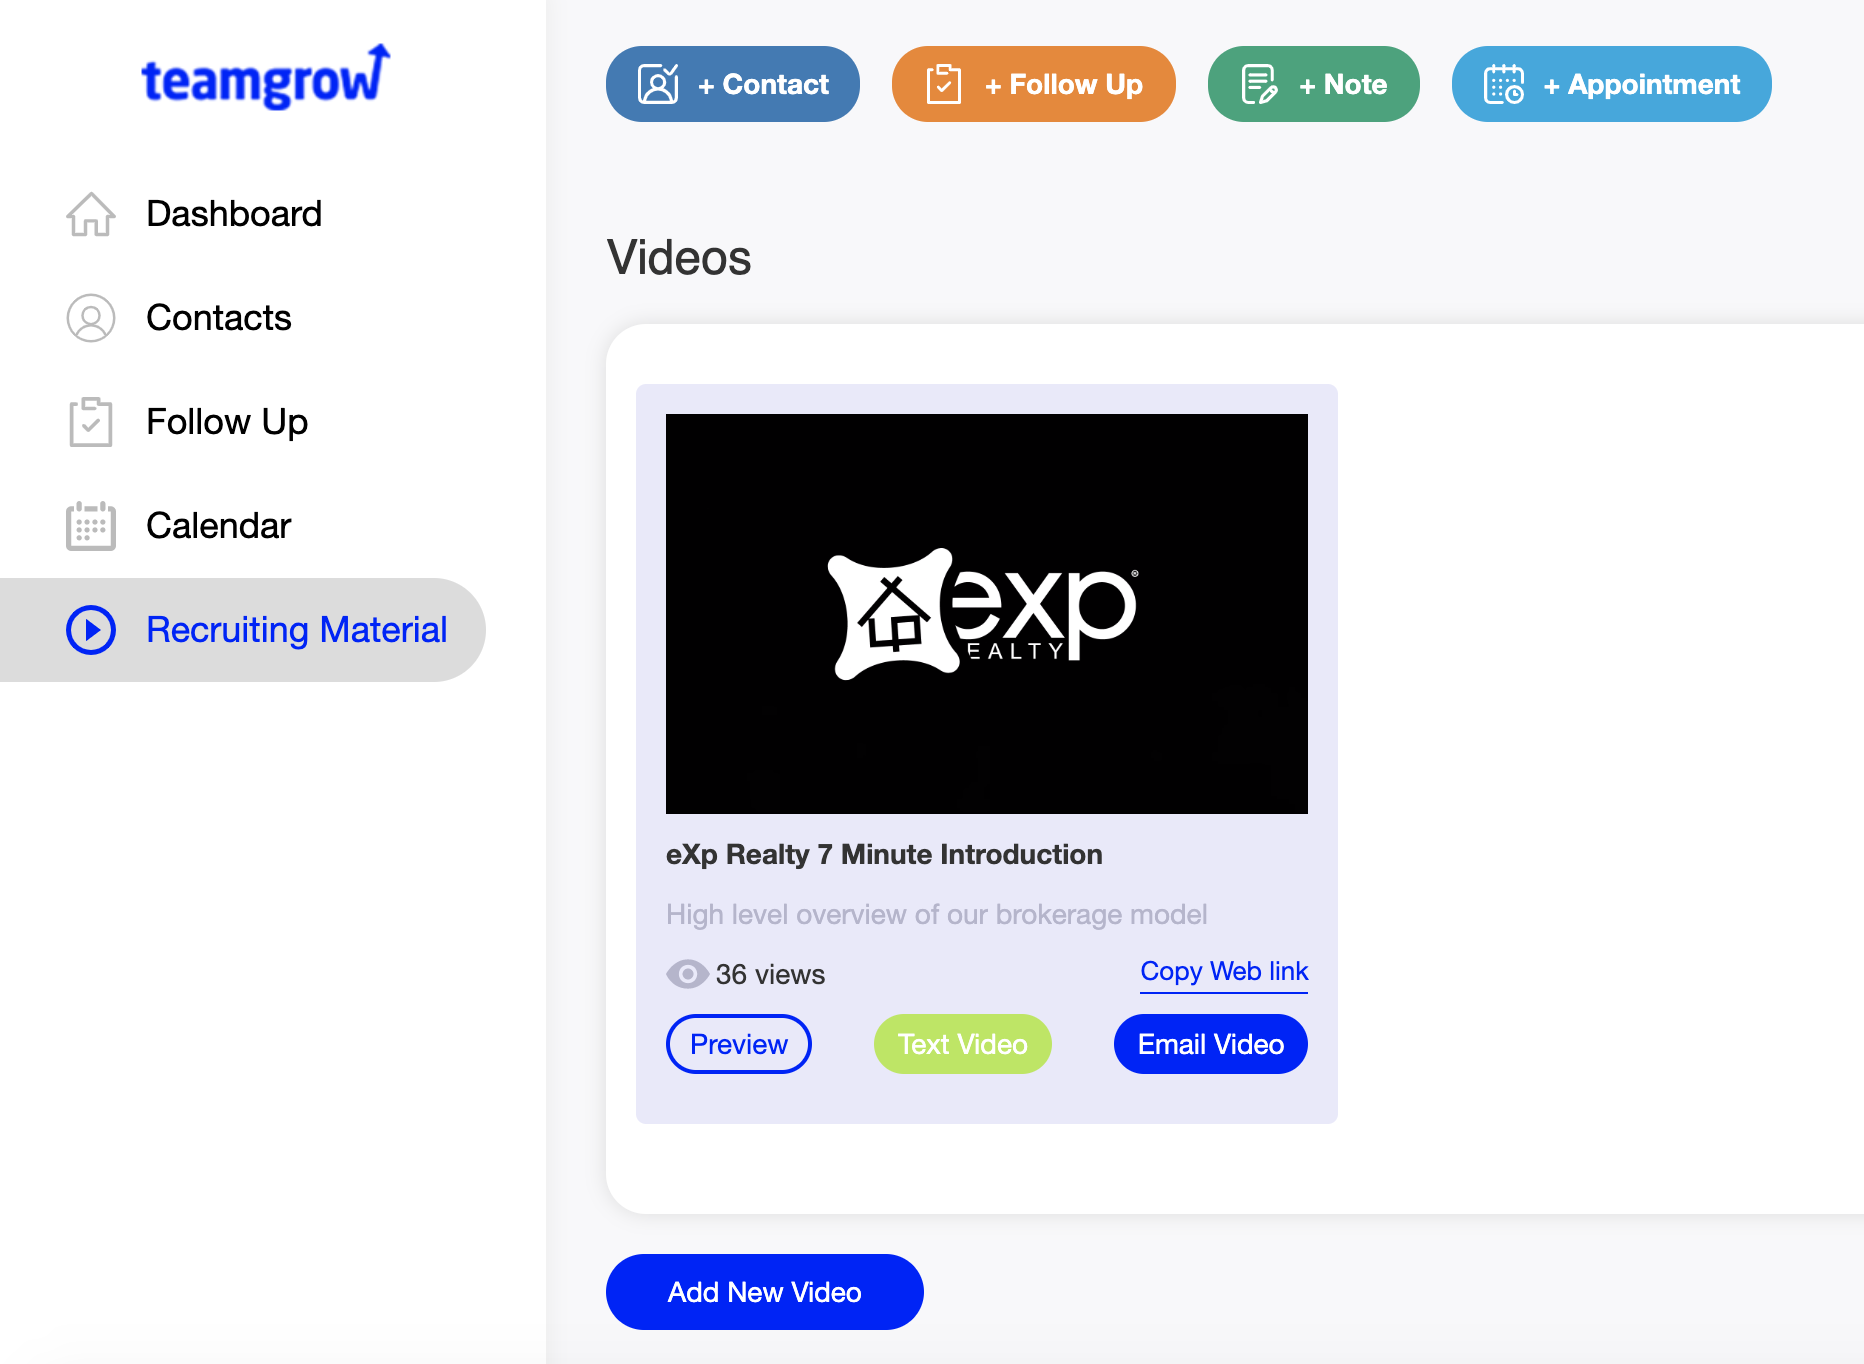 teamgrow
+ Contact
+ Follow Up
+ Note
+ Appointment
Dashboard
Contacts
Follow Up
Calendar
Recruiting Material
Videos
exp®
REALTY
eXp Realty 7 Minute Introduction
High level overview of our brokerage model
36 views
Copy Web link
Preview
Text Video
Email Video
Add New Video